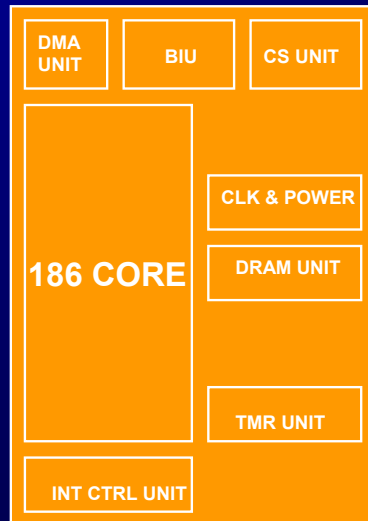 DMA
UNIT
BIU
CS UNIT
CLK & POWER
186 CORE
DRAM UNIT
TMR UNIT
INT CTRL UNIT